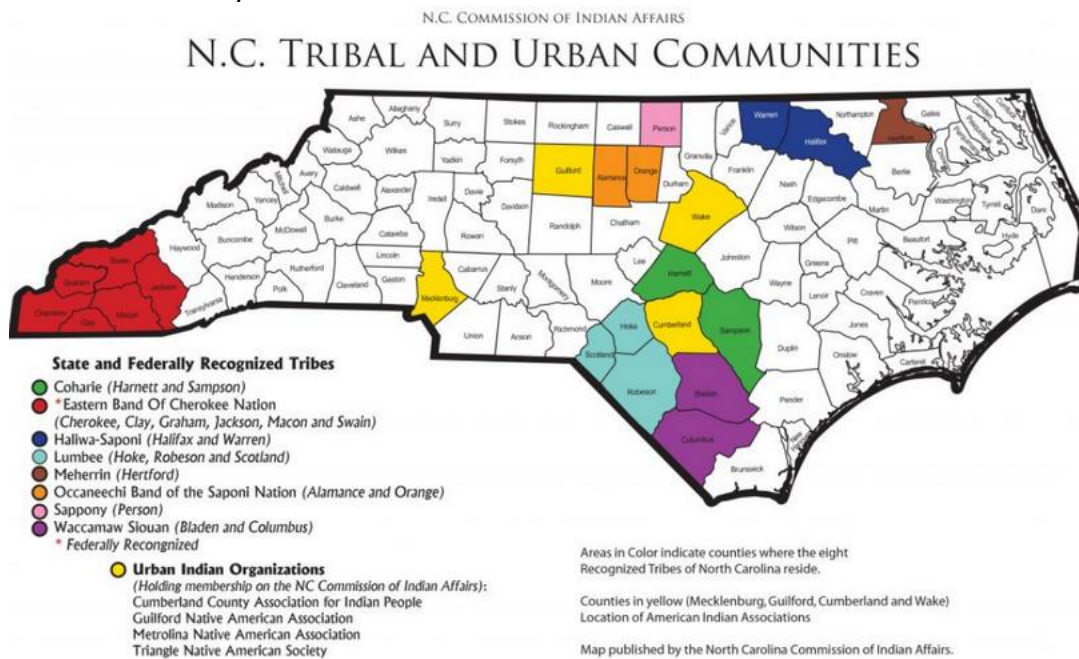 N.C. COMMISSION OF INDIAN AFFAIRS
N.C. TRIBAL AND URBAN COMMUNITIES
Ashe
Alleghany
Surry
Stokes
Rockingham
Caswell
Person
Vance
Warren
Northampton
Hertford
Gates
Camden
Currituck
Pasquotank
Perquimans
Chowan
Watauga
Wilkes
Yadkin
Forsyth
Guilford
Alamance
Orange
Durham
Granville
Franklin
Halifax
Bertie
Mitchell
Avery
Caldwell
Alexander
Iredell
Davie
Davidson
Randolph
Chatham
Wake
Nash
Edgecombe
Martin
Washington
Tyrrell
Dare
Madison
Yancey
Burke
McDowell
Catawba
Rowan
Wilson
Pitt
Beaufort
Hyde
Swain
Haywood
Buncombe
Lincoln
Cabarrus
Stanly
Montgomery
Moore
Lee
Harnett
Johnston
Greene
Graham
Jackson
Henderson
Rutherford
Cleveland
Gaston
Mecklenburg
Wayne
Lenoir
Craven
Pamlico
Cherokee
Clay
Macon
Transylvania
Polk
Union
Anson
Richmond
Scotland
Hoke
Cumberland
Sampson
Duplin
Jones
Onslow
Carteret
Robeson
Bladen
Pender
Columbus
Brunswick
State and Federally Recognized Tribes
Coharie (Harnett and Sampson)
*Eastern Band Of Cherokee Nation
(Cherokee, Clay, Graham, Jackson, Macon and Swain)
Haliwa-Saponi (Halifax and Warren)
Lumbee (Hoke, Robeson and Scotland)
Meherrin (Hertford)
Occaneechi Band of the Saponi Nation (Alamance and Orange)
Sappony (Person)
Waccamaw Siouan (Bladen and Columbus)
* Federally Recongnized
Urban Indian Organizations
(Holding membership on the NC Commission of Indian Affairs):
Cumberland County Association for Indian People
Guilford Native American Association
Metrolina Native American Association
Triangle Native American Society
Areas in Color indicate counties where the eight
Recognized Tribes of North Carolina reside.
Counties in yellow (Mecklenburg, Guilford, Cumberland and Wake)
Location of American Indian Associations
Map published by the North Carolina Commission of Indian Affairs.